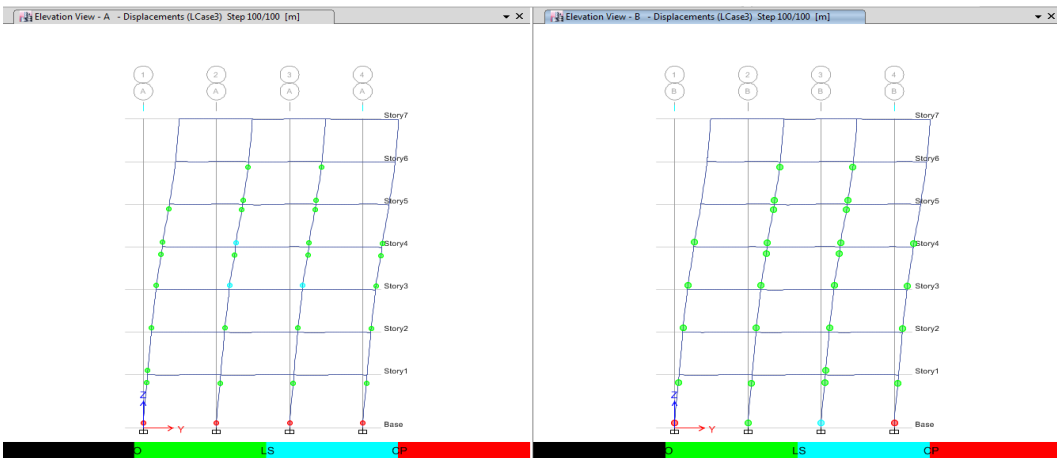 Elevation View - A - Displacements (LCase3) Step 100/100 [m]
1 2 3 4
A A A A
Story7
Story6
Story5
Story4
Story3
Story2
Story1
Z
Y
Base
IO LS CP
Elevation View - B - Displacements (LCase3) Step 100/100 [m]
1 2 3 4
B B B B
Story7
Story6
Story5
Story4
Story3
Story2
Story1
Z
Y
Base
IO LS CP